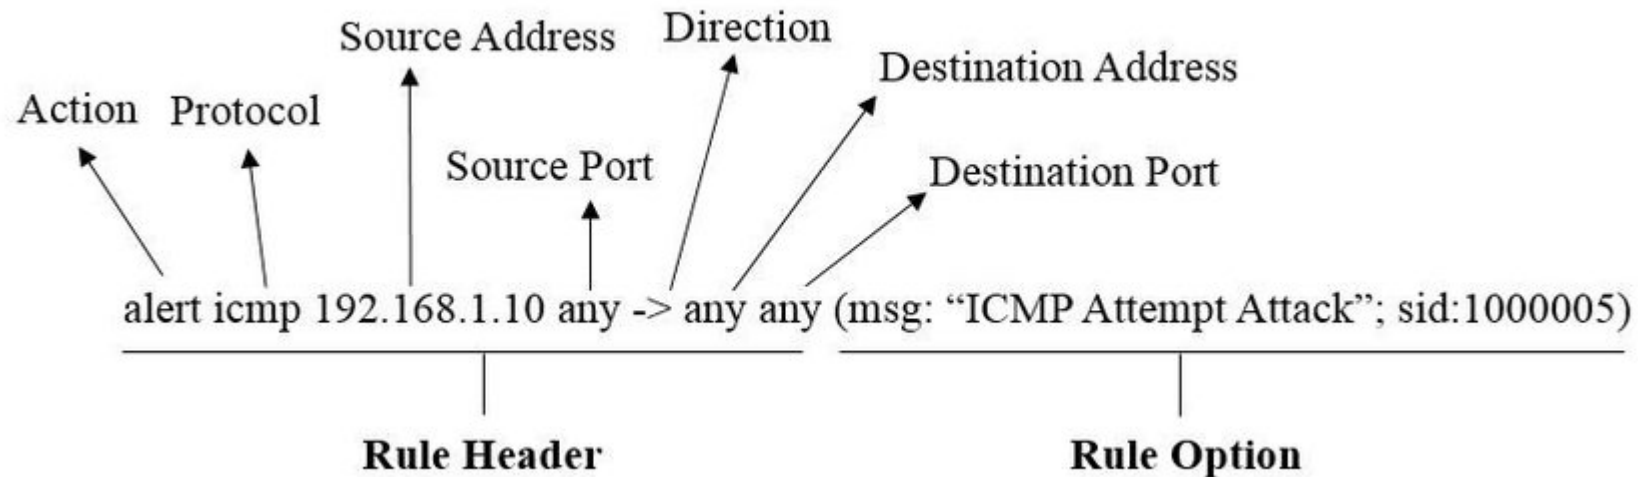 Source Address
Direction
Destination Address
Action
Protocol
Source Port
Destination Port
alert icmp 192.168.1.10 any -> any any (msg: “ICMP Attempt Attack”; sid:1000005)
Rule Header
Rule Option